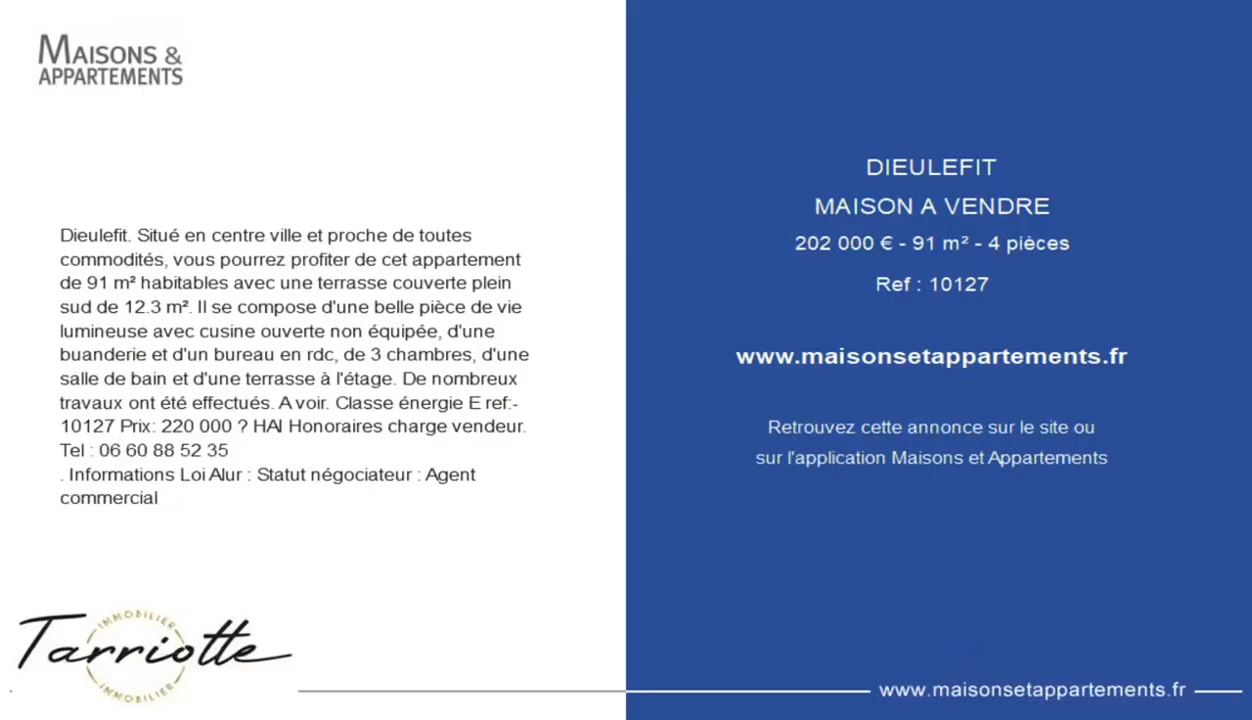 MAISONS &
APPARTEMENTS
Dieulefit. Situé en centre ville et proche de toutes
commodités, vous pourrez profiter de cet appartement
de 91 m² habitables avec une terrasse couverte plein
sud de 12.3 m². Il se compose d'une belle pièce de vie
lumineuse avec cusine ouverte non équipée, d'une
buanderie et d'un bureau en rdc, de 3 chambres, d'une
salle de bain et d'une terrasse à l'étage. De nombreux
travaux ont été effectués. A voir. Classe énergie E ref:-
10127 Prix: 220 000 ? HAI Honoraires charge vendeur.
Tel : 06 60 88 52 35
. Informations Loi Alur : Statut négociateur : Agent
commercial
IMMOBILIER
Tarriotte
IMMOBILIER
DIEULEFIT
MAISON A VENDRE
202 000 € - 91 m² - 4 pièces
Ref : 10127
www.maisonsetappartements.fr
Retrouvez cette annonce sur le site ou
sur l'application Maisons et Appartements
www.maisonsetappartements.fr